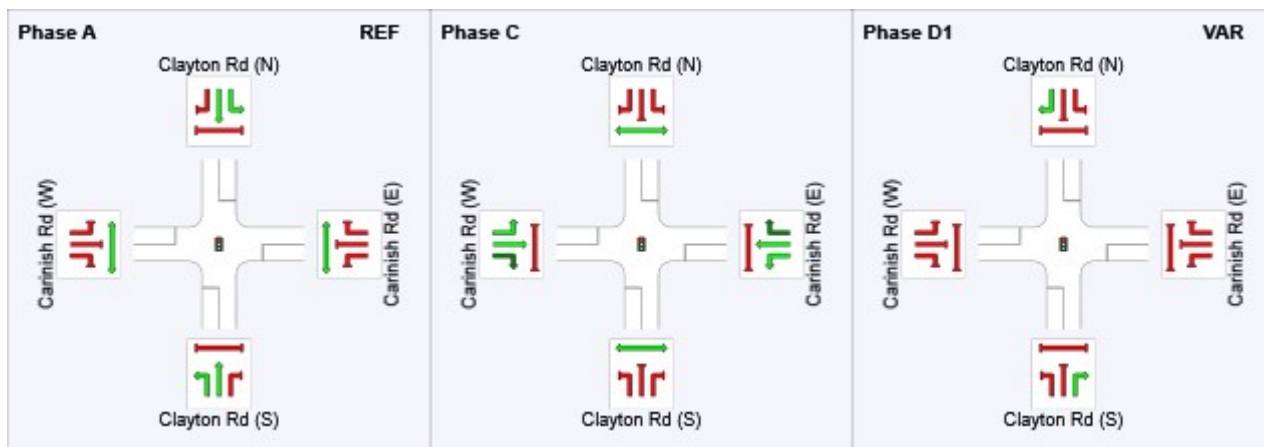 Phase A REF
Clayton Rd (N)
Carinish Rd (W)
Carinish Rd (E)
Clayton Rd (S)
Phase C
Clayton Rd (N)
Carinish Rd (W)
Carinish Rd (E)
Clayton Rd (S)
Phase D1 VAR
Clayton Rd (N)
Carinish Rd (W)
Carinish Rd (E)
Clayton Rd (S)